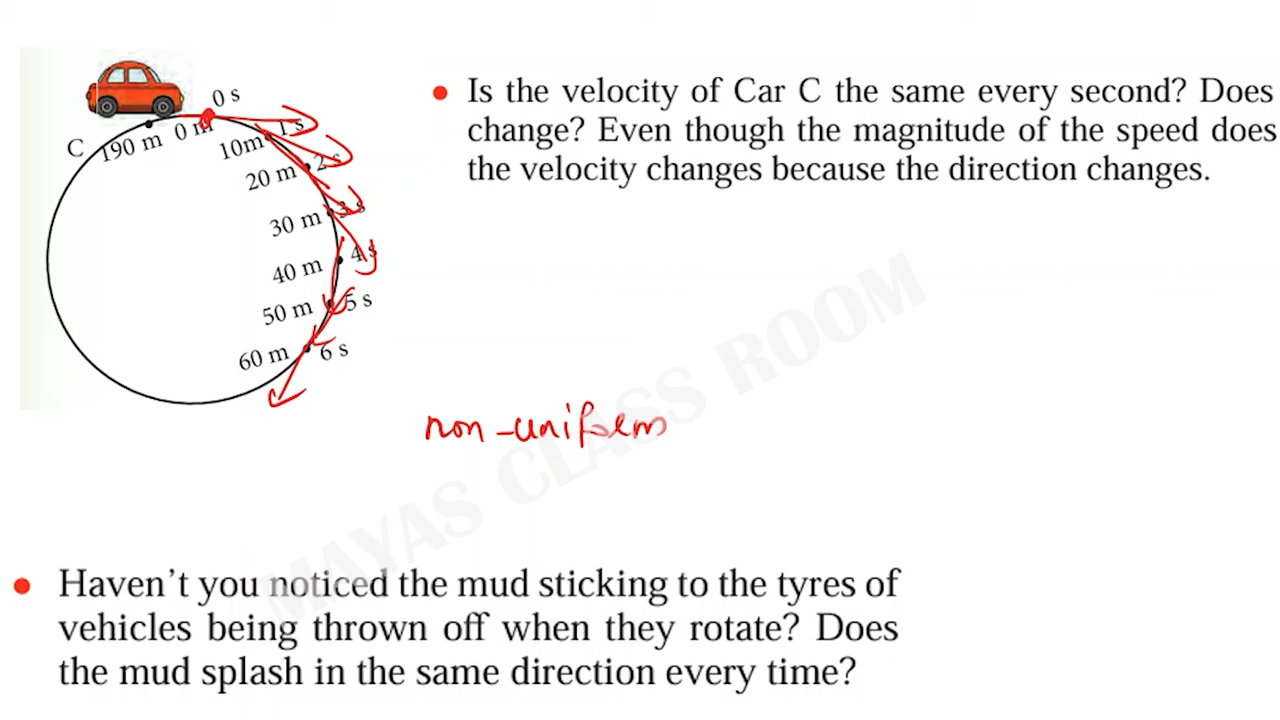 0 s
C
190 m
0 m
10m
1 s
20 m
2 s
30 m
3 s
40 m
4 s
50 m
5 s
60 m
6 s
• Is the velocity of Car C the same every second? Does
change? Even though the magnitude of the speed does
the velocity changes because the direction changes.
non-uniform
MAYAS CLASS ROOM
• Haven't you noticed the mud sticking to the tyres of
vehicles being thrown off when they rotate? Does
the mud splash in the same direction every time?